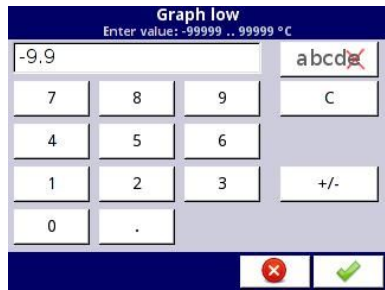 Graph low
Enter value: -99999 .. 99999 °C
-9.9 abcde
7 8 9 C
4 5 6
1 2 3 +/-
0 .